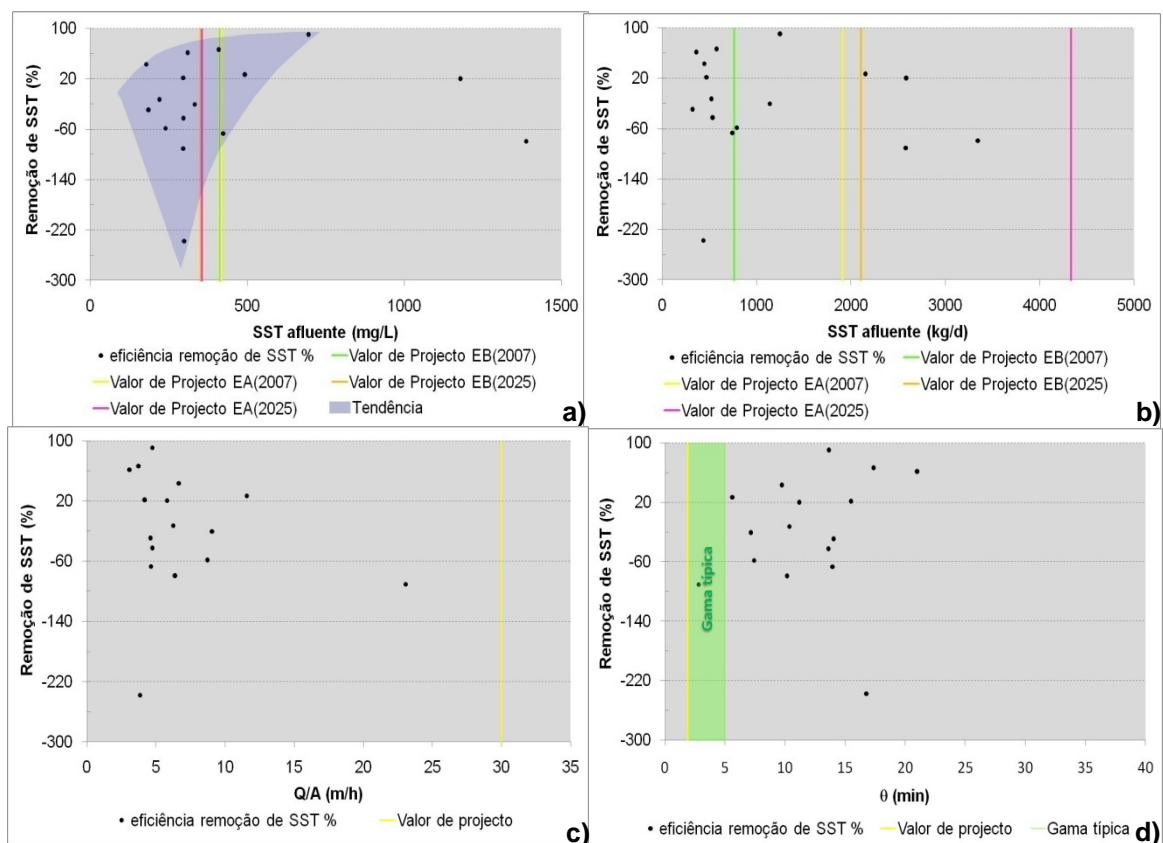 100
20
-60
-140
-220
-300
Remoção de SST (%)
0 500 1000 1500
SST afluente (mg/L)
• eficiência remoção de SST % Valor de Projecto EB(2007)
Valor de Projecto EA(2007) Valor de Projecto EB(2025)
Valor de Projecto EA(2025) Tendência
a)
100
20
-60
-140
-220
-300
Remoção de SST (%)
0 1000 2000 3000 4000 5000
SST afluente (kg/d)
• eficiência remoção de SST % Valor de Projecto EB(2007)
Valor de Projecto EA(2007) Valor de Projecto EB(2025)
Valor de Projecto EA(2025)
b)
100
20
-60
-140
-220
-300
Remoção de SST (%)
0 5 10 15 20 25 30 35
Q/A (m/h)
• eficiência remoção de SST % Valor de projecto
c)
100
20
-60
-140
-220
-300
Remoção de SST (%)
Gama típica
0 5 10 15 20 25 30 35 40
θ (min)
• eficiência remoção de SST % Valor de projecto Gama típica
d)